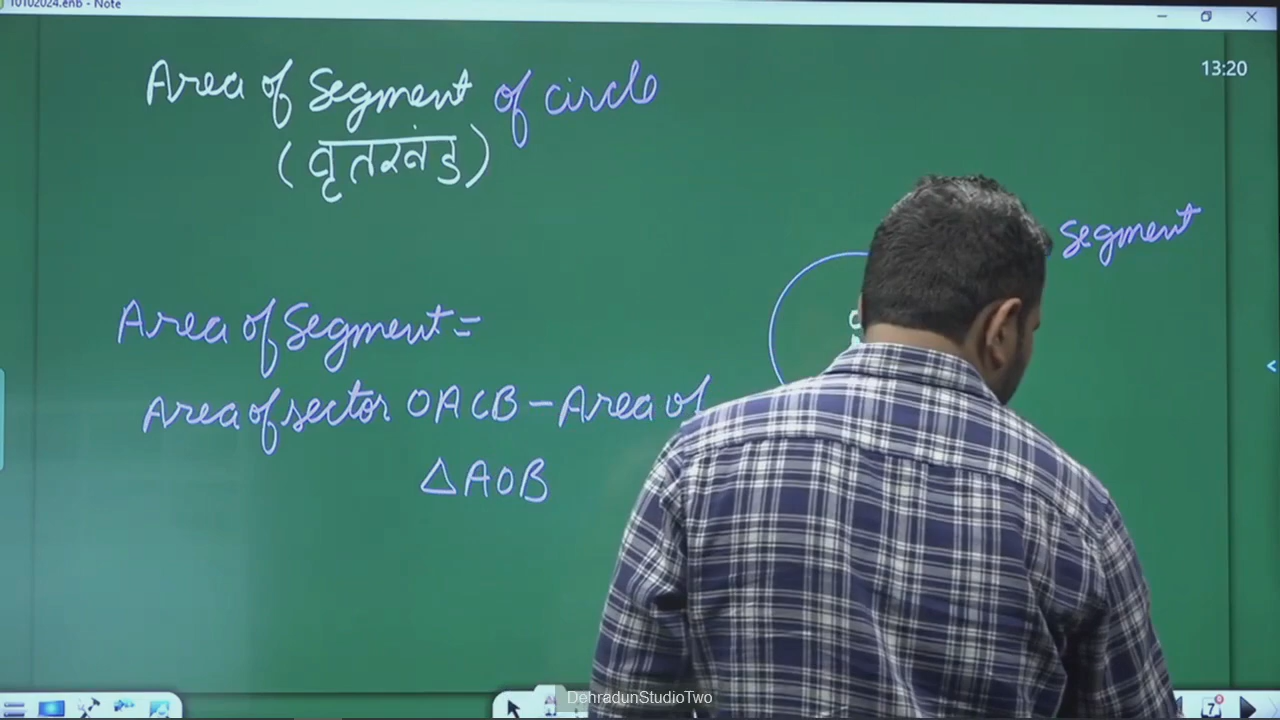 10102024.enb - Note
13:20
Area of Segment of circle
(वृतखंड)
Segment
Area of Segment =
Area of sector OACB - Area of
△AOB
DehradunStudioTwo
7